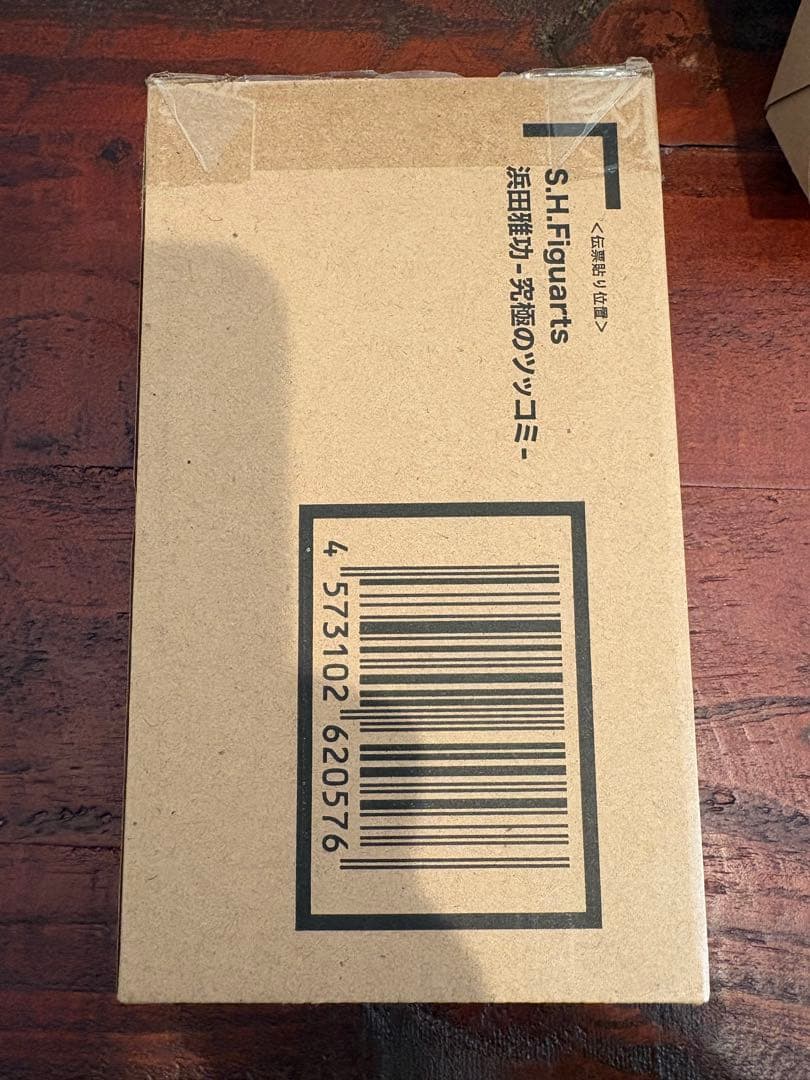 ＜伝票貼り位置＞
S.H.Figuarts
浜田雅功-究極のツッコミ-
4 573102 620576